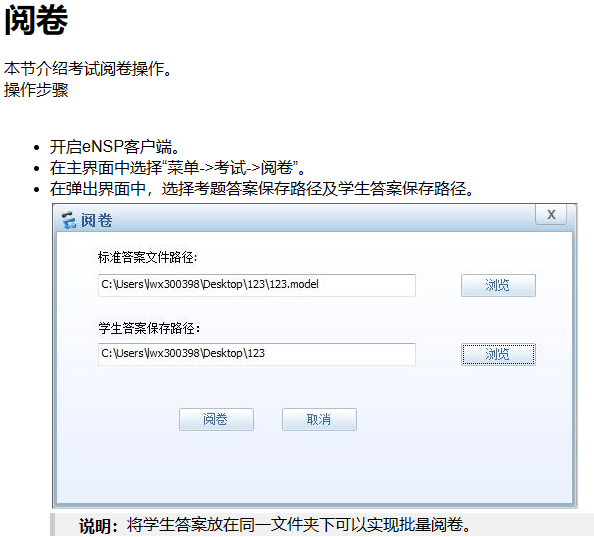 阅卷
本节介绍考试阅卷操作。
操作步骤
开启eNSP客户端。
在主界面中选择“菜单->考试->阅卷”。
在弹出界面中，选择考题答案保存路径及学生答案保存路径。
阅卷
X
标准答案文件路径:
C:\Users\lwx300398\Desktop\123\123.model
浏览
学生答案保存路径：
C:\Users\lwx300398\Desktop\123
浏览
阅卷
取消
说明：将学生答案放在同一文件夹下可以实现批量阅卷。